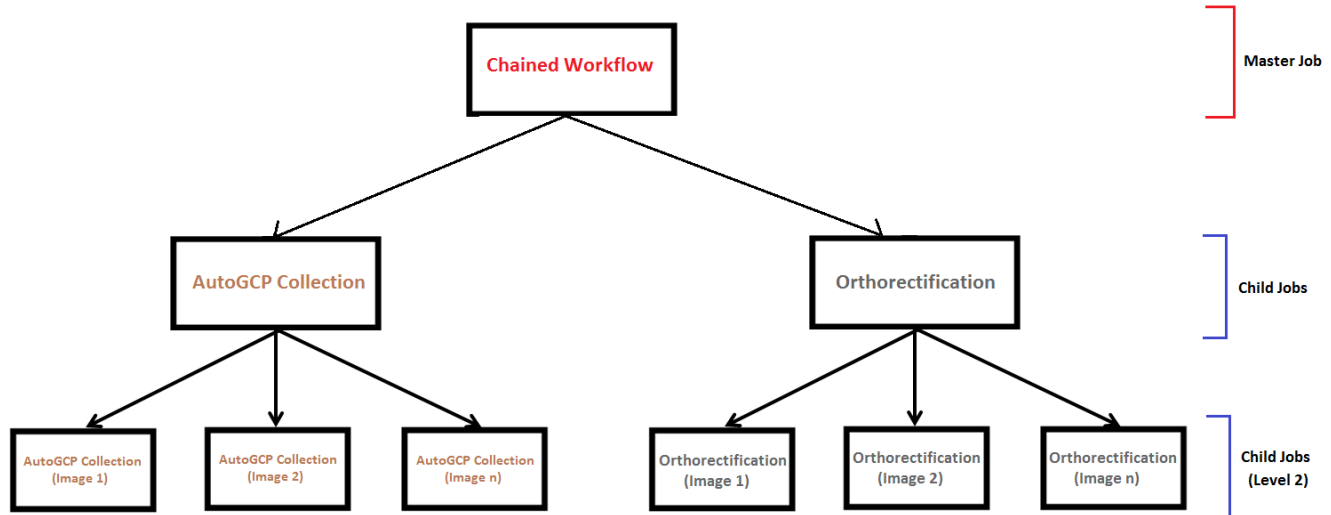 Chained Workflow
Master Job
AutoGCP Collection
Orthorectification
Child Jobs
AutoGCP Collection
(Image 1)
AutoGCP Collection
(Image 2)
AutoGCP Collection
(Image n)
Orthorectification
(Image 1)
Orthorectification
(Image 2)
Orthorectification
(Image n)
Child Jobs
(Level 2)